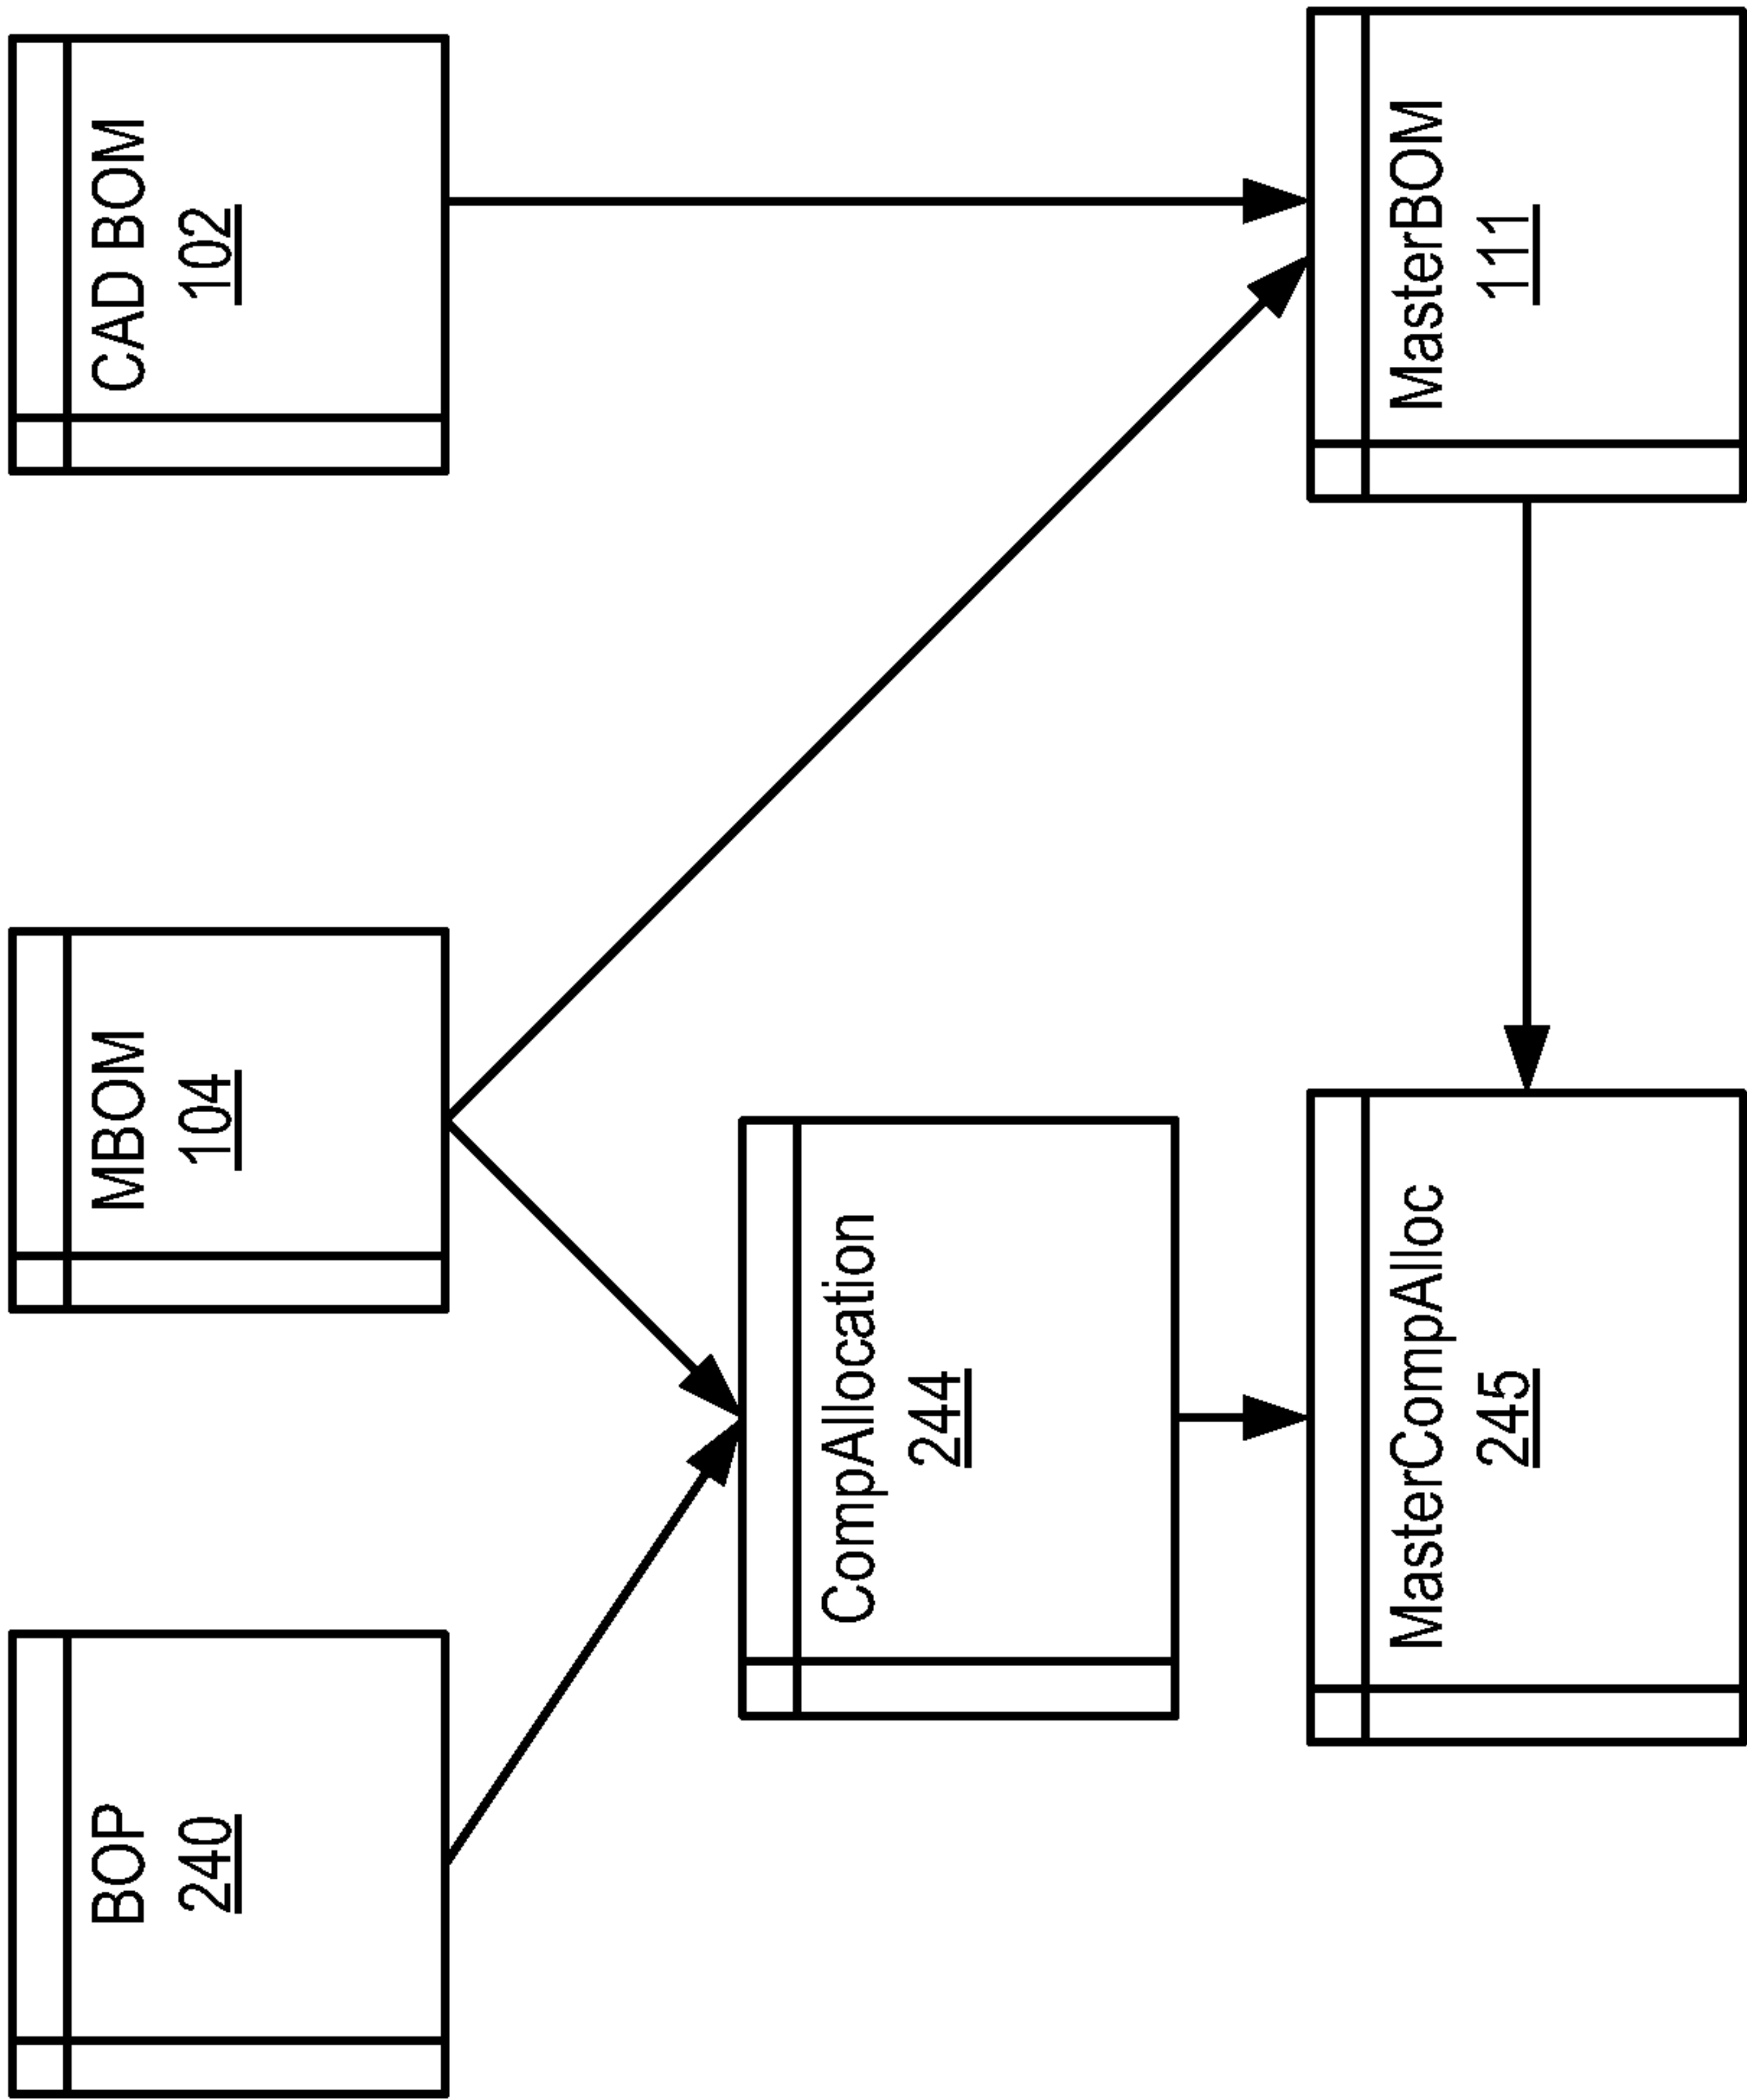 BOP
240
MBOM
104
CAD BOM
102
CompAllocation
244
MasterCompAlloc
245
MasterBOM
111